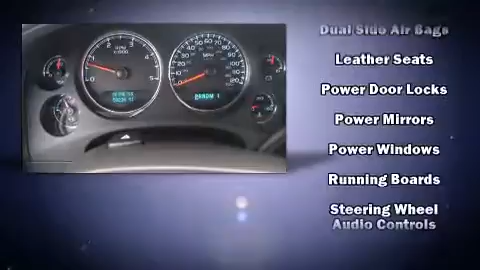 Dual Side Air Bags
Leather Seats
Power Door Locks
Power Mirrors
Power Windows
Running Boards
Steering Wheel
Audio Controls